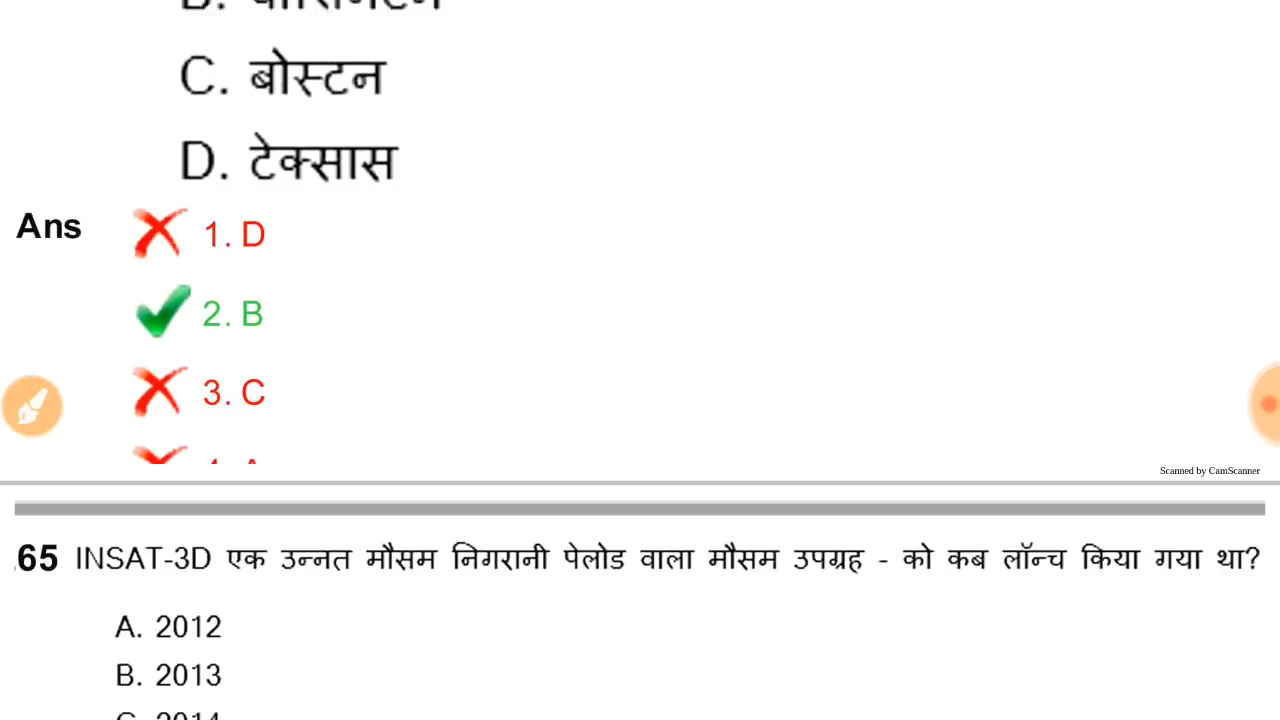 C. बोस्टन
D. टेक्सास
Ans
1. D
2. B
3. C
Scanned by CamScanner
65 INSAT-3D एक उन्नत मौसम निगरानी पेलोड वाला मौसम उपग्रह - को कब लॉन्च किया गया था?
A. 2012
B. 2013